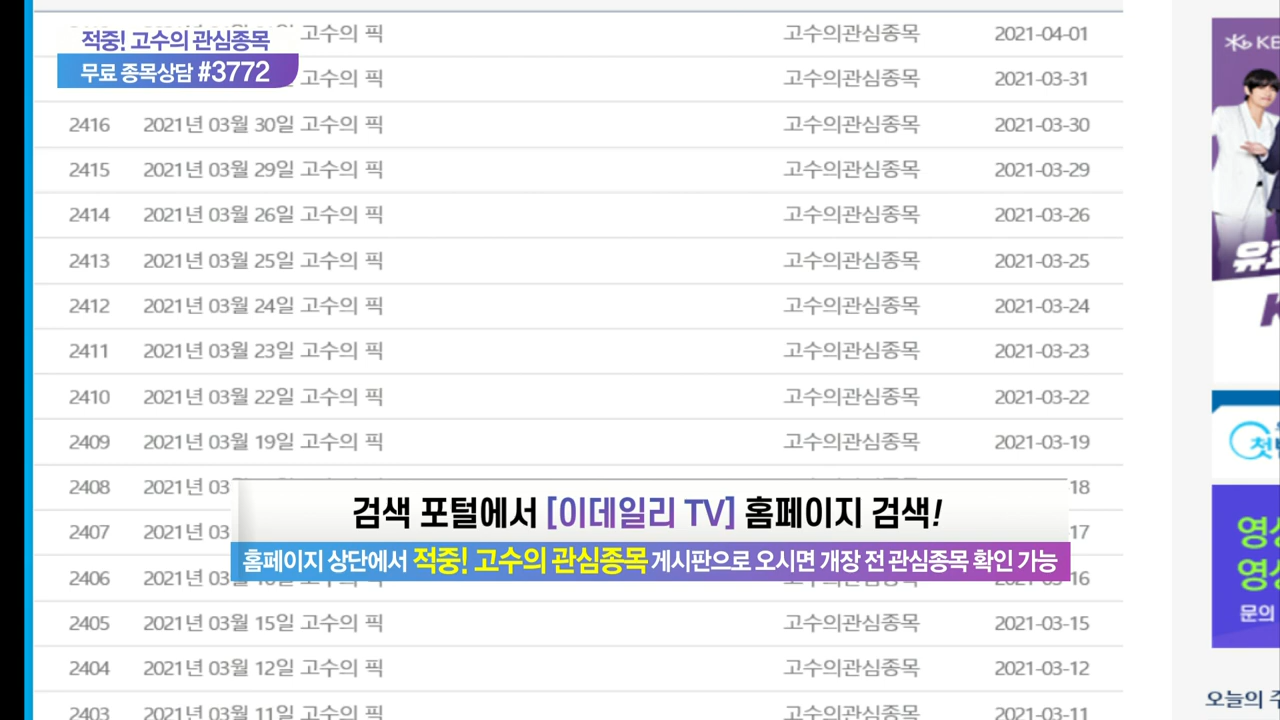 적중! 고수의 관심종목
무료 종목상담 #3772
고수의 픽 고수의관심종목 2021-04-01
고수의 픽 고수의관심종목 2021-03-31
2416 2021년 03월 30일 고수의 픽 고수의관심종목 2021-03-30
2415 2021년 03월 29일 고수의 픽 고수의관심종목 2021-03-29
2414 2021년 03월 26일 고수의 픽 고수의관심종목 2021-03-26
2413 2021년 03월 25일 고수의 픽 고수의관심종목 2021-03-25
2412 2021년 03월 24일 고수의 픽 고수의관심종목 2021-03-24
2411 2021년 03월 23일 고수의 픽 고수의관심종목 2021-03-23
2410 2021년 03월 22일 고수의 픽 고수의관심종목 2021-03-22
2409 2021년 03월 19일 고수의 픽 고수의관심종목 2021-03-19
2408 2021년 03 18
검색 포털에서 [이데일리 TV] 홈페이지 검색!
2407 2021년 03 17
홈페이지 상단에서 적중! 고수의 관심종목 게시판으로 오시면 개장 전 관심종목 확인 가능
2406 2021년 03 16
2405 2021년 03월 15일 고수의 픽 고수의관심종목 2021-03-15
2404 2021년 03월 12일 고수의 픽 고수의관심종목 2021-03-12
2403 2021년 03월 11일 고수의 픽 고수의관심종목 2021-03-11
문의
오늘의